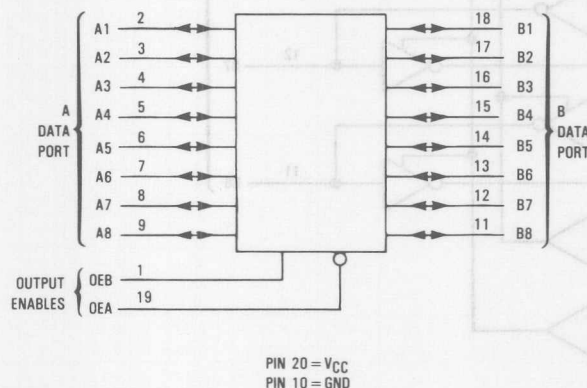 A1 2 18 B1
A2 3 17 B2
A3 4 16 B3
A4 5 15 B4
A5 6 14 B5
A6 7 13 B6
A7 8 12 B7
A8 9 11 B8
A
DATA
PORT
B
DATA
PORT
OUTPUT
ENABLES
OEB 1
OEA 19
PIN 20 = VCC
PIN 10 = GND